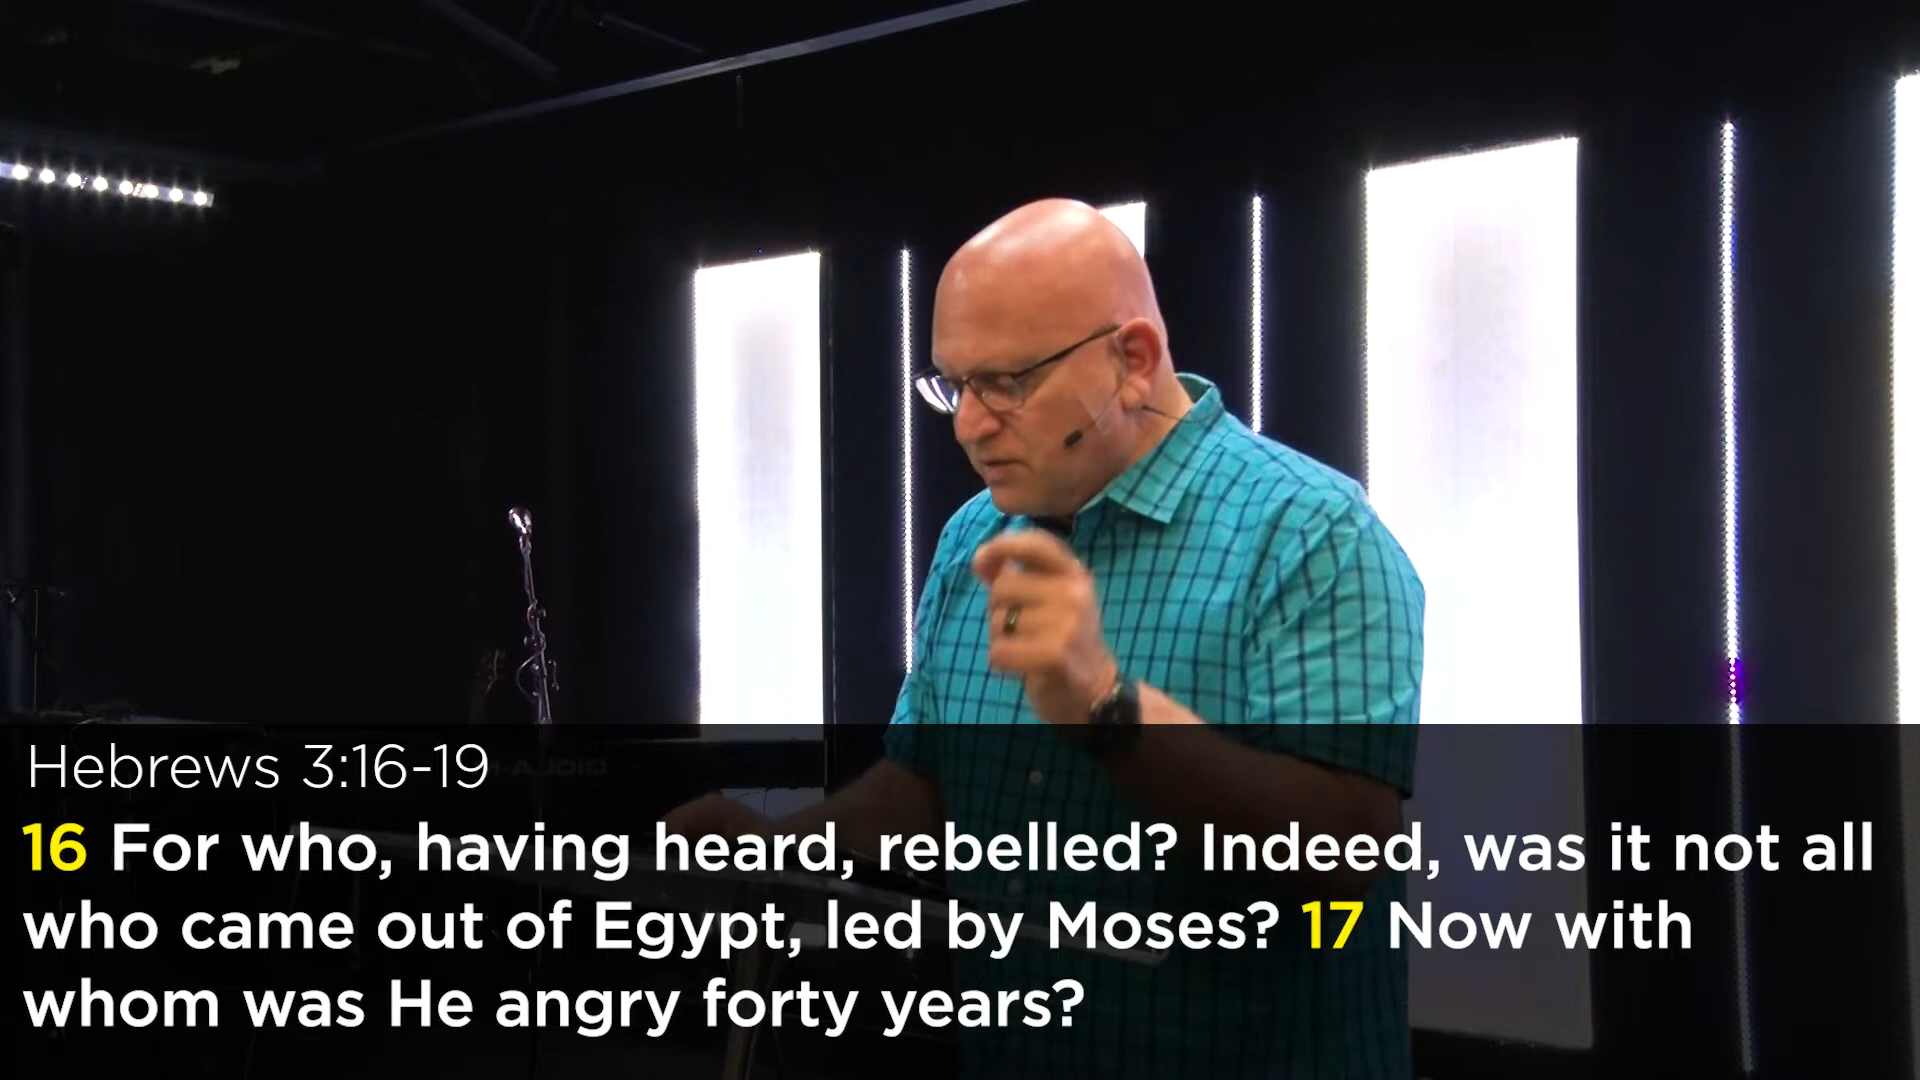 Hebrews 3:16-19
M-AUDIO
16 For who, having heard, rebelled? Indeed, was it not all
who came out of Egypt, led by Moses? 17 Now with
whom was He angry forty years?